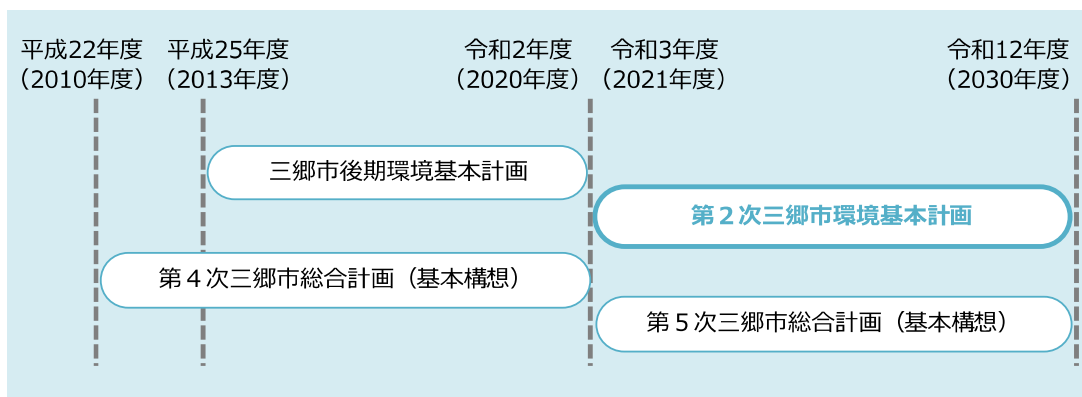 平成22年度 平成25年度 令和2年度 令和3年度 令和12年度
（2010年度）（2013年度） （2020年度）（2021年度） （2030年度）
三郷市後期環境基本計画
第２次三郷市環境基本計画
第４次三郷市総合計画（基本構想）
第５次三郷市総合計画（基本構想）